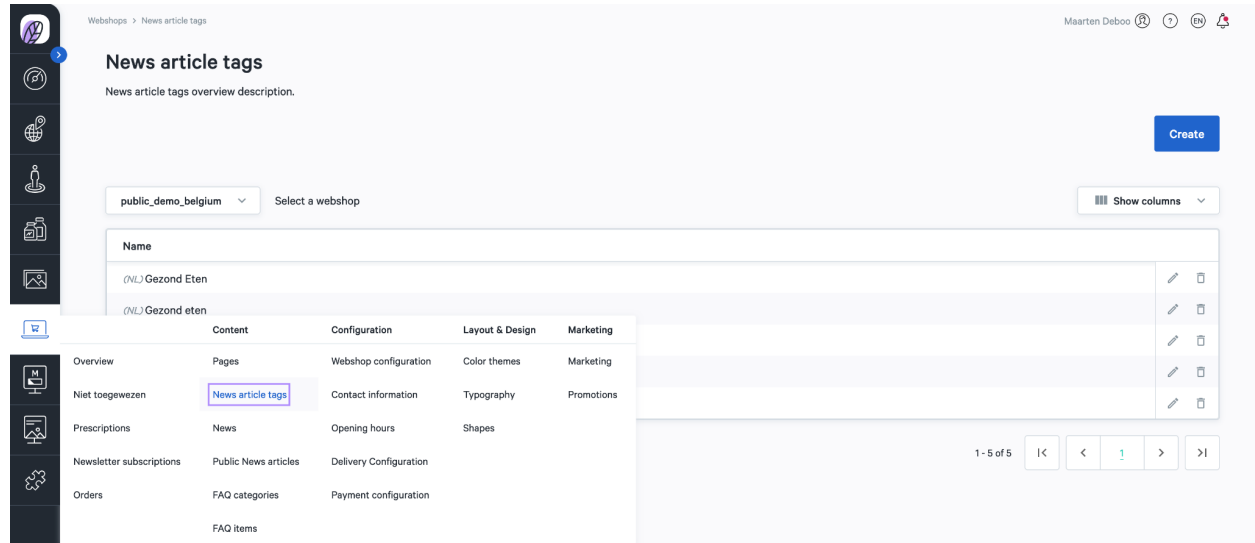 Webshops > News article tags
Maarten Deboo ? EN
News article tags
News article tags overview description.
Create
public_demo_belgium
Select a webshop
Show columns
Name
(NL) Gezond Eten
(NL) Gezond eten
Content Configuration Layout & Design Marketing
Overview Pages Webshop configuration Color themes Marketing
Niet toegewezen News article tags Contact information Typography Promotions
Prescriptions News Opening hours Shapes
Newsletter subscriptions Public News articles Delivery Configuration
Orders FAQ categories Payment configuration
FAQ items
1 - 5 of 5 |< < 1 > >|
M